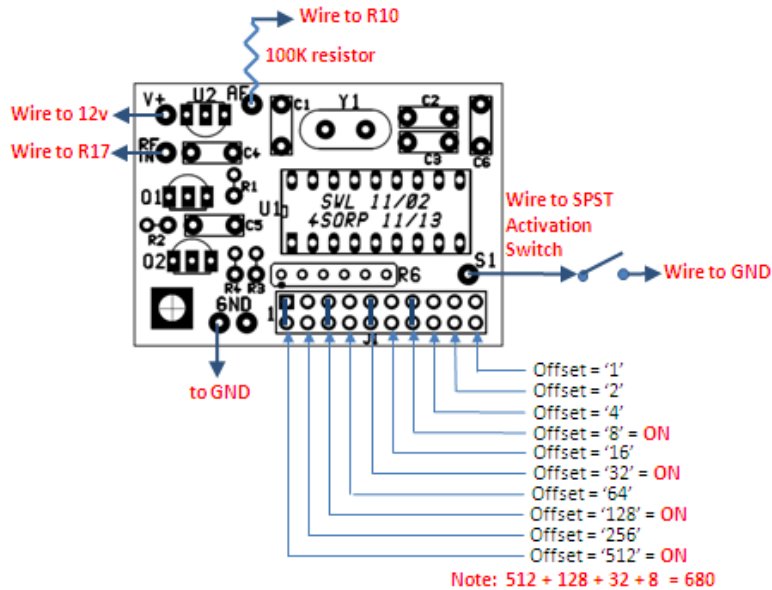 Wire to R10
100K resistor
V+ U2 AF
C1 Y1 C2
Wire to 12v
RF
IN
C4
C3 C6
Wire to R17
Q1 R1
U1
SWL 11/02
4SQRP 11/13
Wire to SPST
Activation
Switch
R2 C5
Q2
S1
R6
Wire to GND
R4 R3
GND
1
J1
to GND
Offset = '1'
Offset = '2'
Offset = '4'
Offset = '8' = ON
Offset = '16'
Offset = '32' = ON
Offset = '64'
Offset = '128' = ON
Offset = '256'
Offset = '512' = ON
Note: 512 + 128 + 32 + 8 = 680